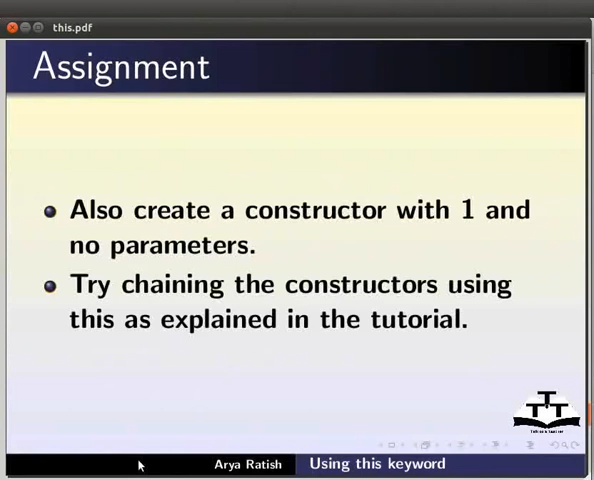 this.pdf
Assignment
Also create a constructor with 1 and
no parameters.
Try chaining the constructors using
this as explained in the tutorial.
Arya Ratish
Using this keyword